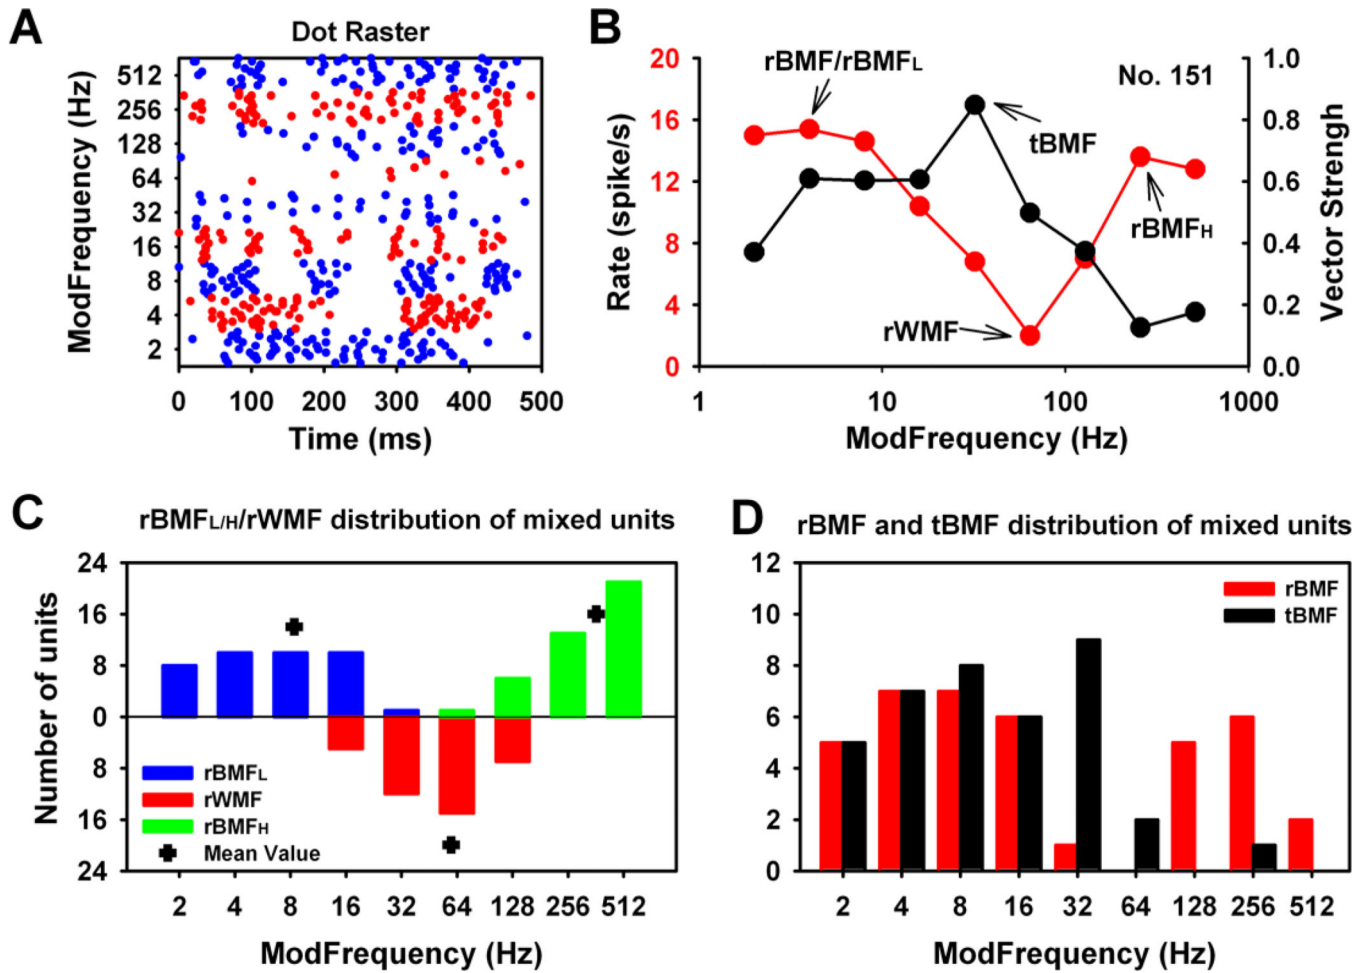 A
Dot Raster
ModFrequency (Hz)
512
256
128
64
32
16
8
4
2
0 100 200 300 400 500
Time (ms)
B
No. 151
rBMF/rBMFL
tBMF
rBMFH
rWMF
Rate (spike/s)
20
16
12
8
4
0
1.0
0.8
0.6
0.4
0.2
0.0
Vector Strengh
1 10 100 1000
ModFrequency (Hz)
C
rBMFL/H/rWMF distribution of mixed units
Number of units
24
16
8
0
8
16
24
rBMFL
rWMF
rBMFH
Mean Value
2 4 8 16 32 64 128 256 512
ModFrequency (Hz)
D
rBMF and tBMF distribution of mixed units
12
10
8
6
4
2
0
rBMF
tBMF
2 4 8 16 32 64 128 256 512
ModFrequency (Hz)